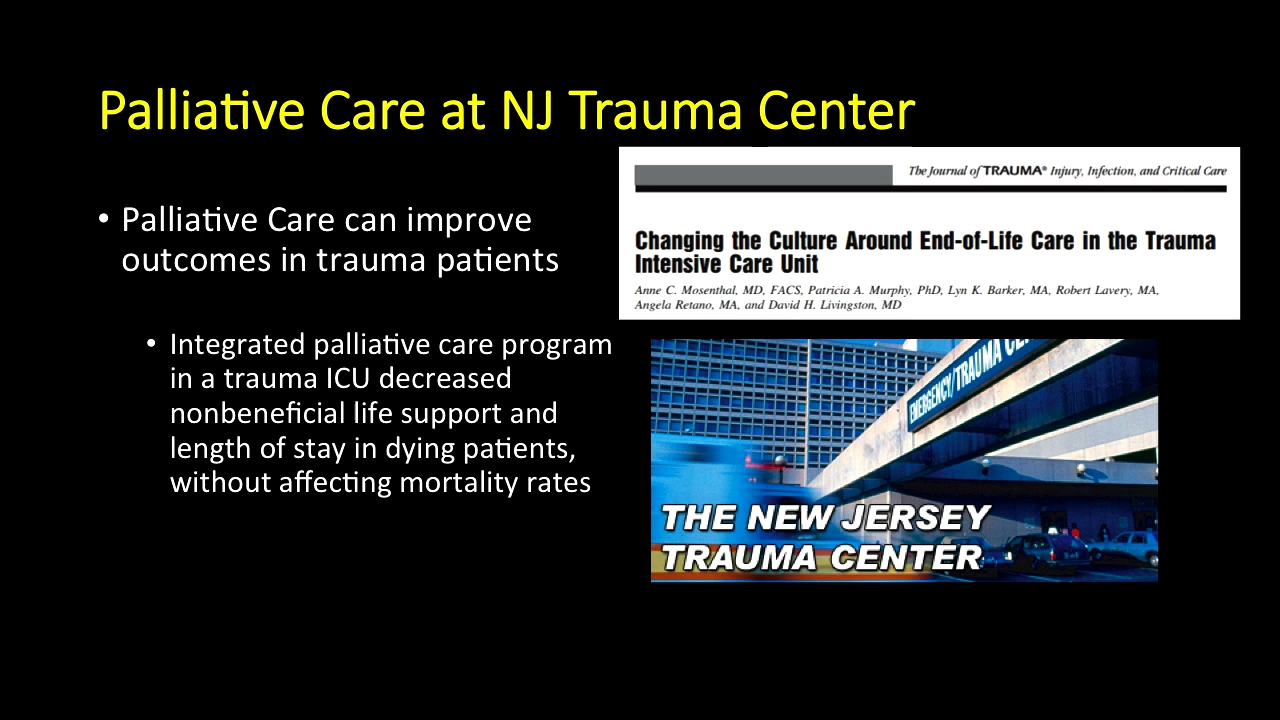 Palliative Care at NJ Trauma Center
• Palliative Care can improve
outcomes in trauma patients
• Integrated palliative care program
in a trauma ICU decreased
nonbeneficial life support and
length of stay in dying patients,
without affecting mortality rates
The Journal of TRAUMA® Injury, Infection, and Critical Care
Changing the Culture Around End-of-Life Care in the Trauma
Intensive Care Unit
Anne C. Mosenthal, MD, FACS, Patricia A. Murphy, PhD, Lyn K. Barker, MA, Robert Lavery, MA,
Angela Retano, MA, and David H. Livingston, MD
EMERGENCY/TRAUMA CE
THE NEW JERSEY
TRAUMA CENTER